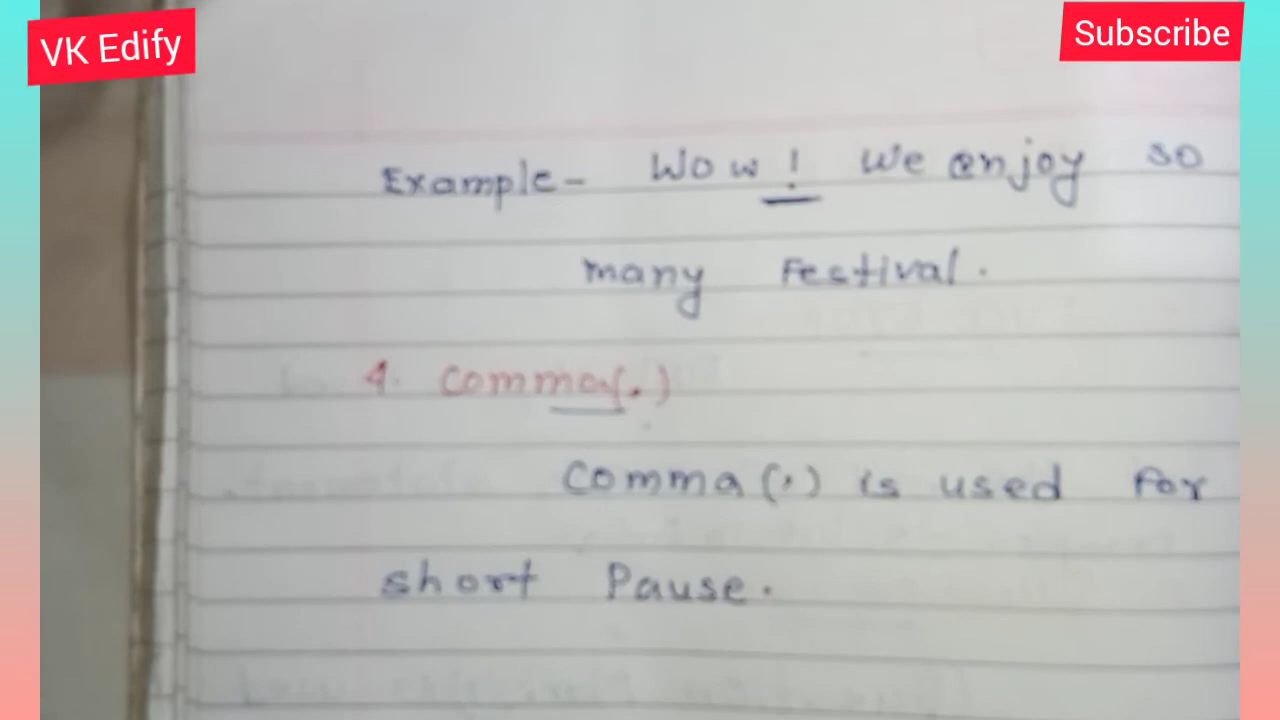 VK Edify
Subscribe
Example- Wow! We enjoy so
many Festival.
4. Comma(,)
Comma(,) is used for
short Pause.